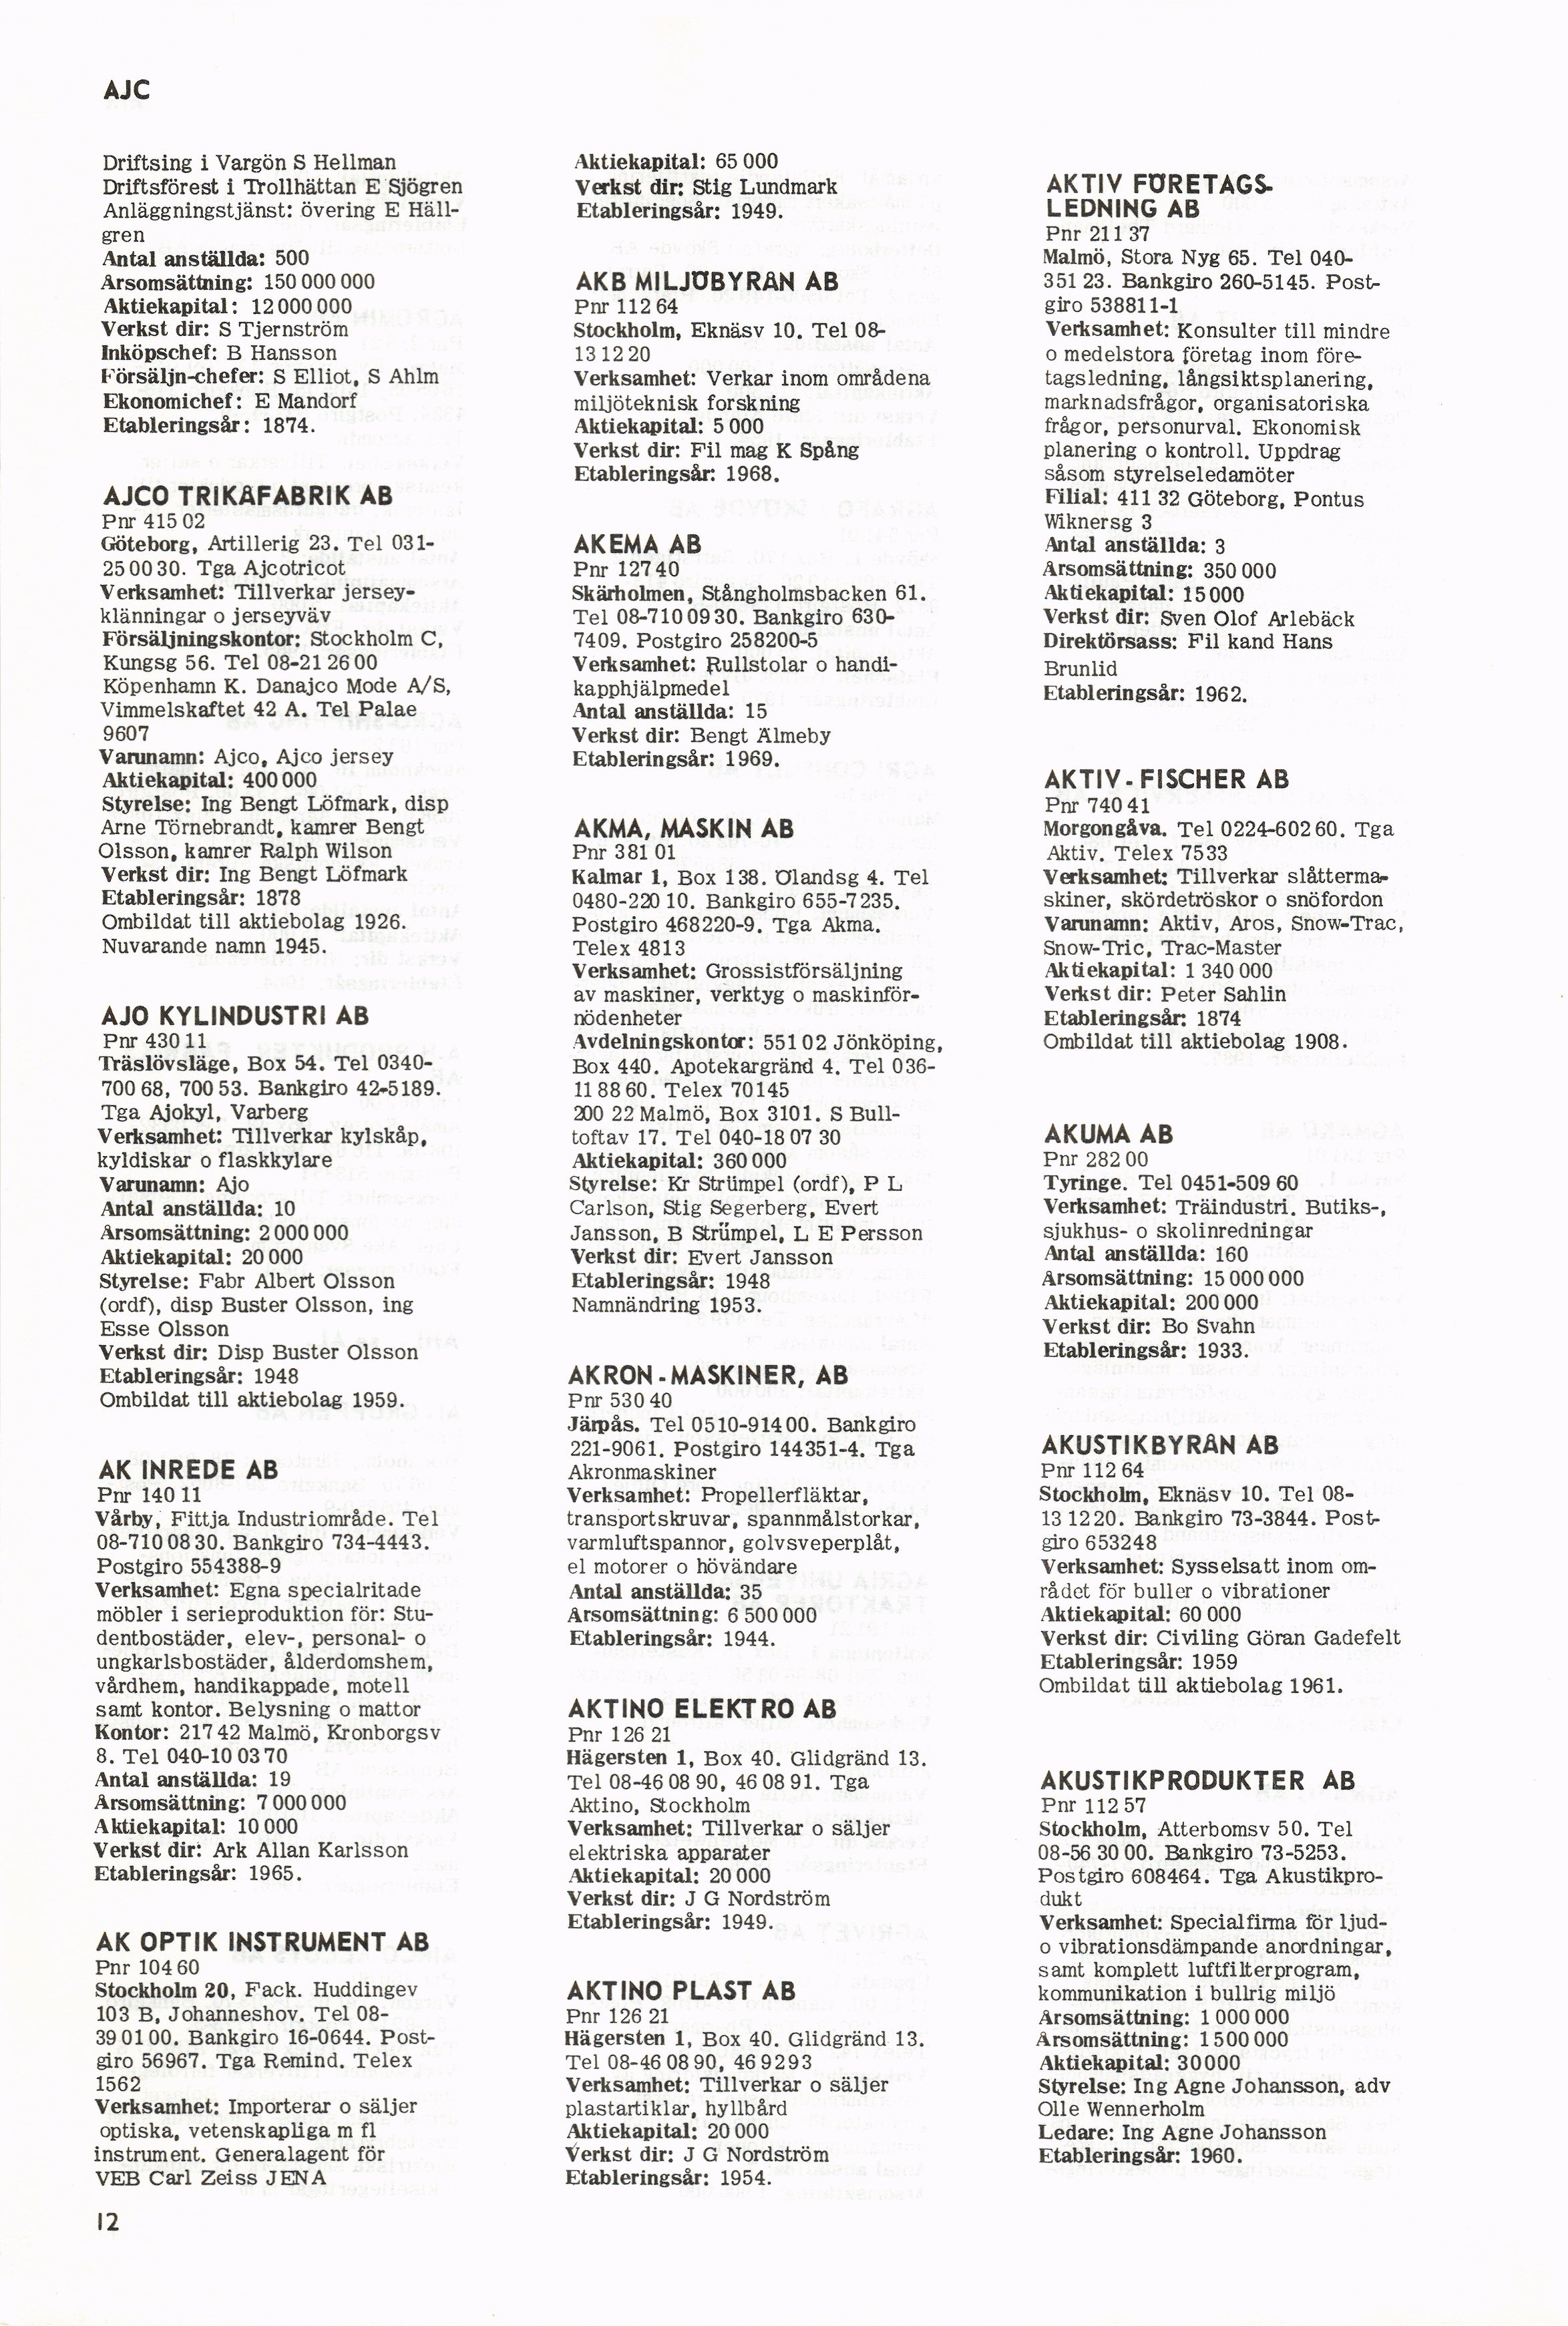 AJC
Driftsing i Vargön S Hellman
Driftsförest i Trollhättan E Sjögren
Anläggningstjänst: övering E Häll-
gren
Antal anställda: 500
Årsomsättning: 150 000 000
Aktiekapital: 12 000 000
Verkst dir: S Tjernström
Inköpschef: B Hansson
Försäljn-chefer: S Elliot, S Ahlm
Ekonomichef: E Mandorf
Etableringsår: 1874.
AJCO TRIKÅFABRIK AB
Pnr 415 02
Göteborg, Artillerig 23. Tel 031-
25 00 30. Tga Ajcotricot
Verksamhet: Tillverkar jersey-
klänningar o jerseyväv
Försäljningskontor: Stockholm C,
Kungsg 56. Tel 08-21 26 00
Köpenhamn K. Danajco Mode A/S,
Vimmelskaftet 42 A. Tel Palae
9607
Varunamn: Ajco, Ajco jersey
Aktiekapital: 400 000
Styrelse: Ing Bengt Löfmark, disp
Arne Törnebrandt, kamrer Bengt
Olsson, kamrer Ralph Wilson
Verkst dir: Ing Bengt Löfmark
Etableringsår: 1878
Ombildat till aktiebolag 1926.
Nuvarande namn 1945.
AJO KYLINDUSTRI AB
Pnr 430 11
Träslövsläge, Box 54. Tel 0340-
700 68, 700 53. Bankgiro 42-5189.
Tga Ajokyl, Varberg
Verksamhet: Tillverkar kylskåp,
kyldiskar o flaskkylare
Varunamn: Ajo
Antal anställda: 10
Årsomsättning: 2 000 000
Aktiekapital: 20 000
Styrelse: Fabr Albert Olsson
(ordf), disp Buster Olsson, ing
Esse Olsson
Verkst dir: Disp Buster Olsson
Etableringsår: 1948
Ombildat till aktiebolag 1959.
AK INREDE AB
Pnr 140 11
Vårby, Fittja Industriområde. Tel
08-710 08 30. Bankgiro 734-4443.
Postgiro 554388-9
Verksamhet: Egna specialritade
möbler i serieproduktion för: Stu-
dentbostäder, elev-, personal- o
ungkarlsbostäder, ålderdomshem,
vårdhem, handikappade, motell
samt kontor. Belysning o mattor
Kontor: 217 42 Malmö, Kronborgsv
8. Tel 040-10 03 70
Antal anställda: 19
Årsomsättning: 7 000 000
Aktiekapital: 10 000
Verkst dir: Ark Allan Karlsson
Etableringsår: 1965.
AK OPTIK INSTRUMENT AB
Pnr 104 60
Stockholm 20, Fack. Huddingev
103 B, Johanneshov. Tel 08-
39 01 00. Bankgiro 16-0644. Post-
giro 56967. Tga Remind. Telex
1562
Verksamhet: Importerar o säljer
optiska, vetenskapliga m fl
instrument. Generalagent för
VEB Carl Zeiss JENA
12
Aktiekapital: 65 000
Verkst dir: Stig Lundmark
Etableringsår: 1949.
AKB MILJÖBYRÅN AB
Pnr 112 64
Stockholm, Eknäsv 10. Tel 08-
13 12 20
Verksamhet: Verkar inom områdena
miljöteknisk forskning
Aktiekapital: 5 000
Verkst dir: Fil mag K Spång
Etableringsår: 1968.
AKEMA AB
Pnr 127 40
Skärholmen, Stångholmsbacken 61.
Tel 08-710 09 30. Bankgiro 630-
7409. Postgiro 258200-5
Verksamhet: Rullstolar o handi-
kapphjälpmedel
Antal anställda: 15
Verkst dir: Bengt Älmeby
Etableringsår: 1969.
AKMA, MASKIN AB
Pnr 381 01
Kalmar 1, Box 138. Ölandsg 4. Tel
0480-220 10. Bankgiro 655-7235.
Postgiro 468220-9. Tga Akma.
Telex 4813
Verksamhet: Grossistförsäljning
av maskiner, verktyg o maskinför-
nödenheter
Avdelningskontor: 551 02 Jönköping,
Box 440. Apotekargränd 4. Tel 036-
11 88 60. Telex 70145
200 22 Malmö, Box 3101. S Bull-
toftav 17. Tel 040-18 07 30
Aktiekapital: 360 000
Styrelse: Kr Strümpel (ordf), P L
Carlson, Stig Segerberg, Evert
Jansson, B Strümpel, L E Persson
Verkst dir: Evert Jansson
Etableringsår: 1948
Namnändring 1953.
AKRON-MASKINER, AB
Pnr 530 40
Järpås. Tel 0510-914 00. Bankgiro
221-9061. Postgiro 144351-4. Tga
Akronmaskiner
Verksamhet: Propellerfläktar,
transportskruvar, spannmålstorkar,
varmluftspannor, golvsveperplåt,
el motorer o hövändare
Antal anställda: 35
Årsomsättning: 6 500 000
Etableringsår: 1944.
AKTINO ELEKTRO AB
Pnr 126 21
Hägersten 1, Box 40. Glidgränd 13.
Tel 08-46 08 90, 46 08 91. Tga
Aktino, Stockholm
Verksamhet: Tillverkar o säljer
elektriska apparater
Aktiekapital: 20 000
Verkst dir: J G Nordström
Etableringsår: 1949.
AKTINO PLAST AB
Pnr 126 21
Hägersten 1, Box 40. Glidgränd 13.
Tel 08-46 08 90, 46 92 93
Verksamhet: Tillverkar o säljer
plastartiklar, hyllbård
Aktiekapital: 20 000
Verkst dir: J G Nordström
Etableringsår: 1954.
AKTIV FÖRETAGS-
LEDNING AB
Pnr 211 37
Malmö, Stora Nyg 65. Tel 040-
351 23. Bankgiro 260-5145. Post-
giro 538811-1
Verksamhet: Konsulter till mindre
o medelstora företag inom före-
tagsledning, långsiktsplanering,
marknadsfrågor, organisatoriska
frågor, personurval. Ekonomisk
planering o kontroll. Uppdrag
såsom styrelseledamöter
Filial: 411 32 Göteborg, Pontus
Wiknersg 3
Antal anställda: 3
Årsomsättning: 350 000
Aktiekapital: 15 000
Verkst dir: Sven Olof Arlebäck
Direktörsass: Fil kand Hans
Brunlid
Etableringsår: 1962.
AKTIV-FISCHER AB
Pnr 740 41
Morgongåva. Tel 0224-602 60. Tga
Aktiv. Telex 7533
Verksamhet: Tillverkar slåtterma-
skiner, skördetröskor o snöfordon
Varunamn: Aktiv, Aros, Snow-Trac,
Snow-Tric, Trac-Master
Aktiekapital: 1 340 000
Verkst dir: Peter Sahlin
Etableringsår: 1874
Ombildat till aktiebolag 1908.
AKUMA AB
Pnr 282 00
Tyringe. Tel 0451-509 60
Verksamhet: Träindustri. Butiks-,
sjukhus- o skolinredningar
Antal anställda: 160
Årsomsättning: 15 000 000
Aktiekapital: 200 000
Verkst dir: Bo Svahn
Etableringsår: 1933.
AKUSTIKBYRÅN AB
Pnr 112 64
Stockholm, Eknäsv 10. Tel 08-
13 12 20. Bankgiro 73-3844. Post-
giro 653248
Verksamhet: Sysselsatt inom om-
rådet för buller o vibrationer
Aktiekapital: 60 000
Verkst dir: Civiling Göran Gadefelt
Etableringsår: 1959
Ombildat till aktiebolag 1961.
AKUSTIKPRODUKTER AB
Pnr 112 57
Stockholm, Atterbomsv 50. Tel
08-56 30 00. Bankgiro 73-5253.
Postgiro 608464. Tga Akustikpro-
dukt
Verksamhet: Specialfirma för ljud-
o vibrationsdämpande anordningar,
samt komplett luftfilterprogram,
kommunikation i bullrig miljö
Årsomsättning: 1 000 000
Årsomsättning: 1 500 000
Aktiekapital: 30 000
Styrelse: Ing Agne Johansson, adv
Olle Wennerholm
Ledare: Ing Agne Johansson
Etableringsår: 1960.